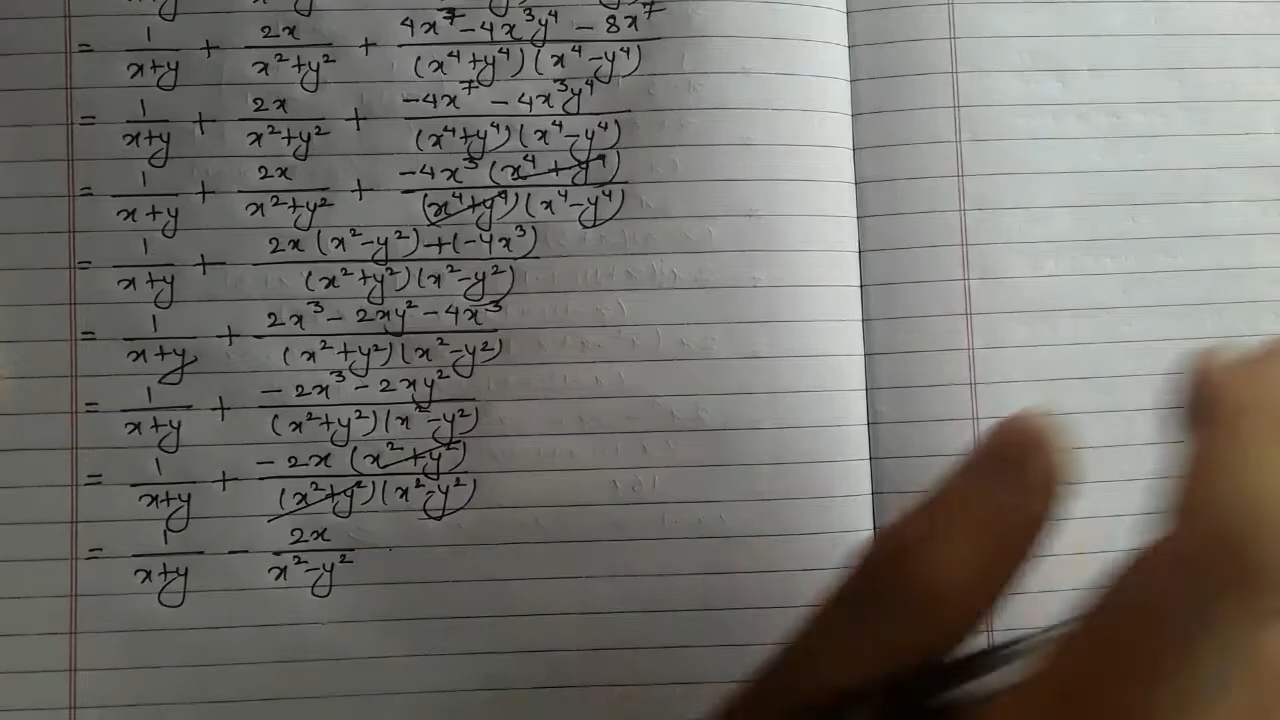 = 1/(x+y) + 2x/(x²+y²) + (4x⁷-4x³y⁴-8x⁷)/((x⁴+y⁴)(x⁴-y⁴))
= 1/(x+y) + 2x/(x²+y²) + (-4x⁷-4x³y⁴)/((x⁴+y⁴)(x⁴-y⁴))
= 1/(x+y) + 2x/(x²+y²) + (-4x³(x⁴+y⁴))/((x⁴+y⁴)(x⁴-y⁴))
= 1/(x+y) + (2x(x²-y²)+(-4x³))/((x²+y²)(x²-y²))
= 1/(x+y) + (2x³-2xy²-4x³)/((x²+y²)(x²-y²))
= 1/(x+y) + (-2x³-2xy²)/((x²+y²)(x²-y²))
= 1/(x+y) + (-2x(x²+y²))/((x²+y²)(x²-y²))
= 1/(x+y) - 2x/(x²-y²)